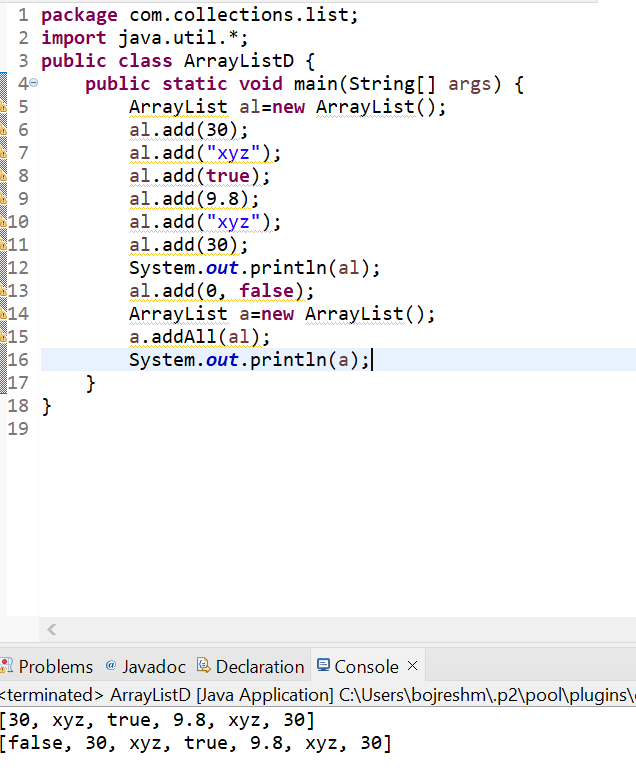 1 package com.collections.list;
2 import java.util.*;
3 public class ArrayListD {
4 public static void main(String[] args) {
5 ArrayList al=new ArrayList();
6 al.add(30);
7 al.add("xyz");
8 al.add(true);
9 al.add(9.8);
10 al.add("xyz");
11 al.add(30);
12 System.out.println(al);
13 al.add(0, false);
14 ArrayList a=new ArrayList();
15 a.addAll(al);
16 System.out.println(a);
17 }
18 }
19
Problems @ Javadoc Declaration Console
<terminated> ArrayListD [Java Application] C:\Users\bojreshm\.p2\pool\plugins\
[30, xyz, true, 9.8, xyz, 30]
[false, 30, xyz, true, 9.8, xyz, 30]